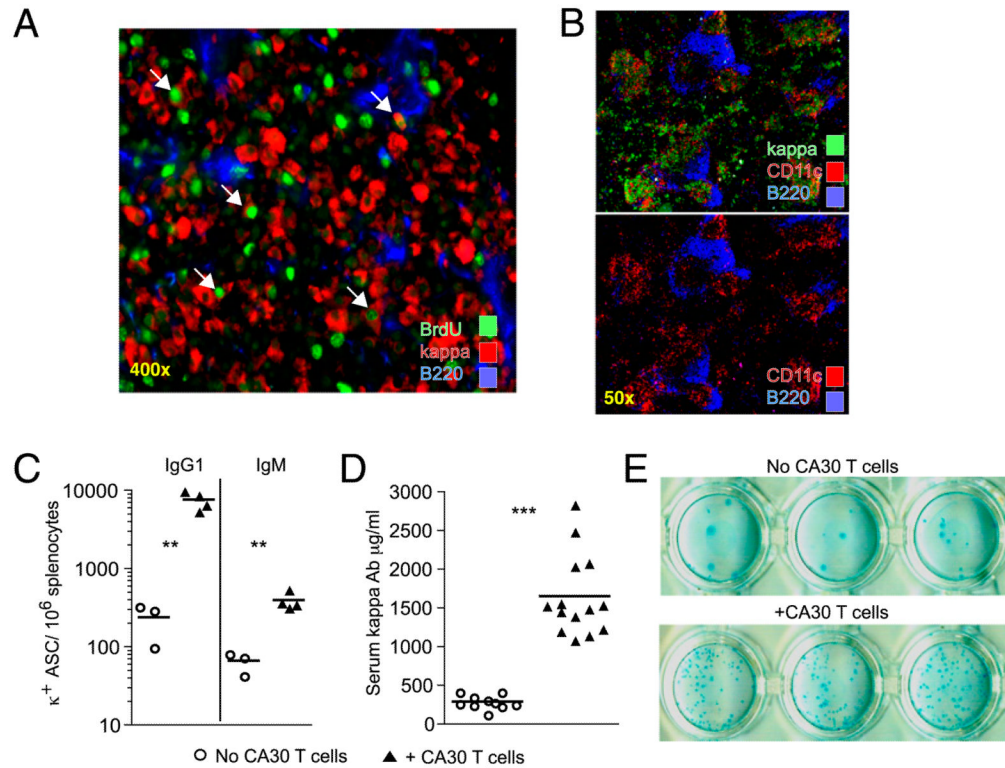 A
BrdU
kappa
B220
400x
B
kappa
CD11c
B220
CD11c
B220
50x
C
IgG1
IgM
κ+ ASC/ 10^6 splenocytes
10000
1000
100
10
**
**
D
Serum kappa Ab μg/ml
3000
2500
2000
1500
1000
500
0
***
E
No CA30 T cells
+CA30 T cells
No CA30 T cells
+ CA30 T cells